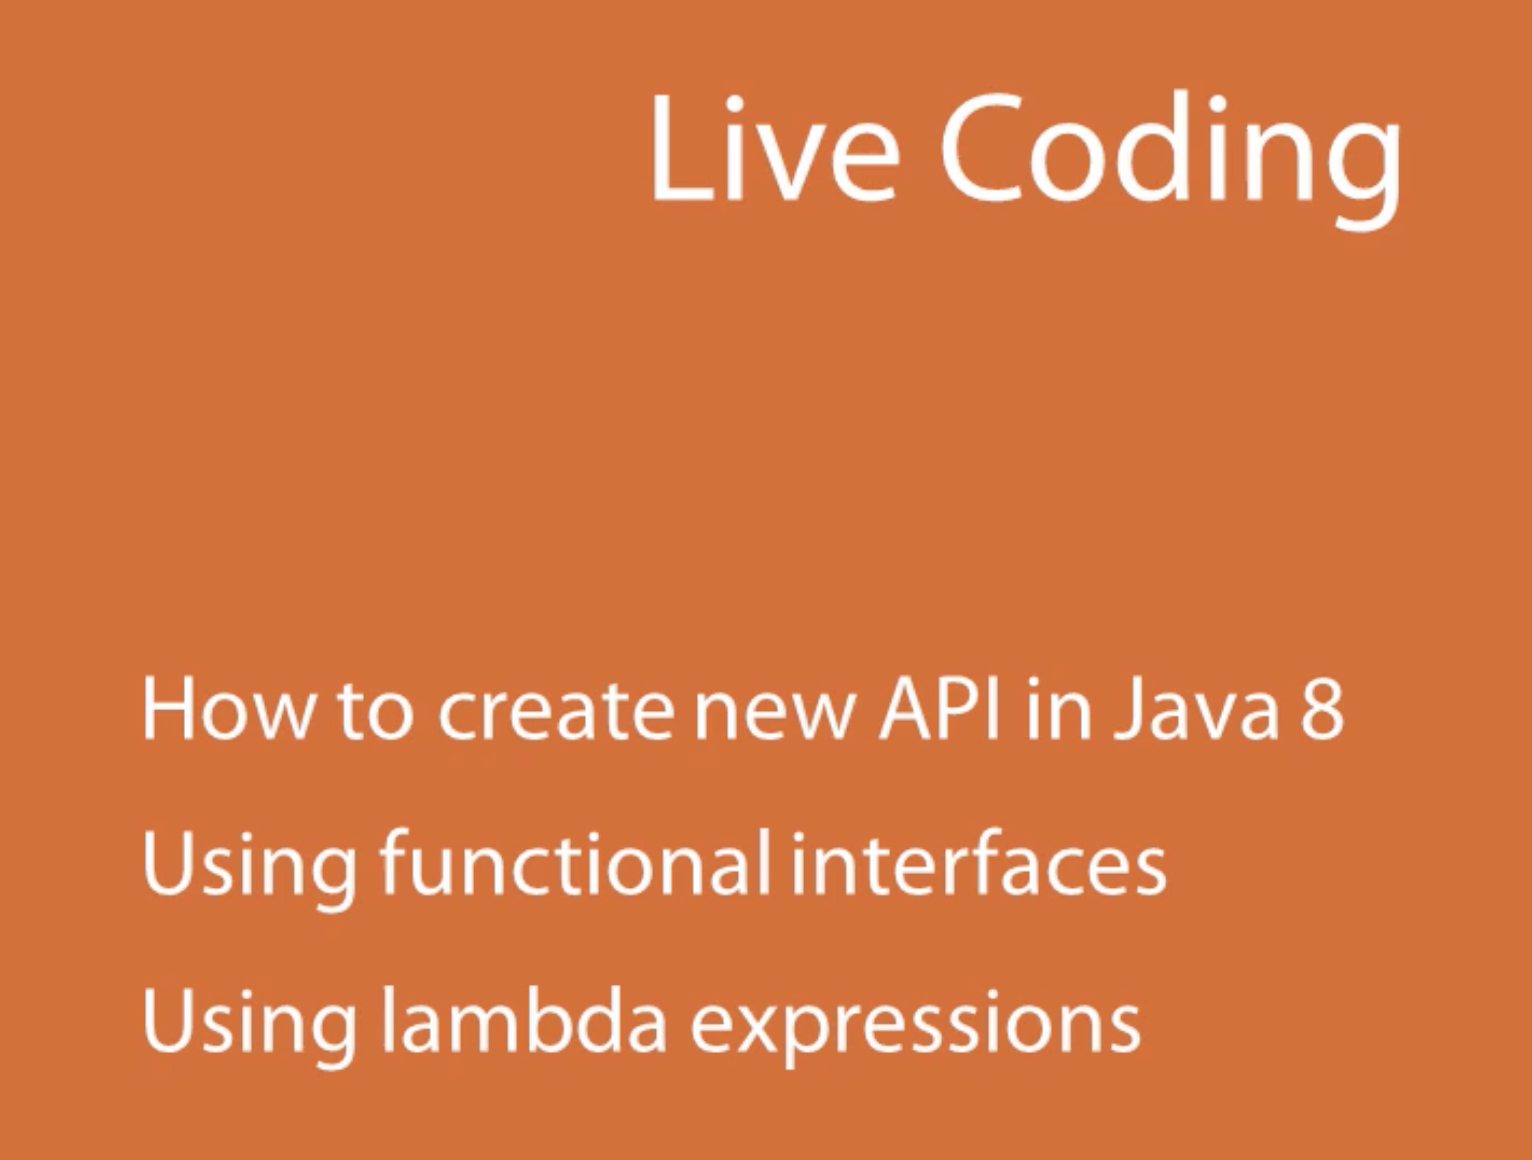 Live Coding
How to create new API in Java 8
Using functional interfaces
Using lambda expressions